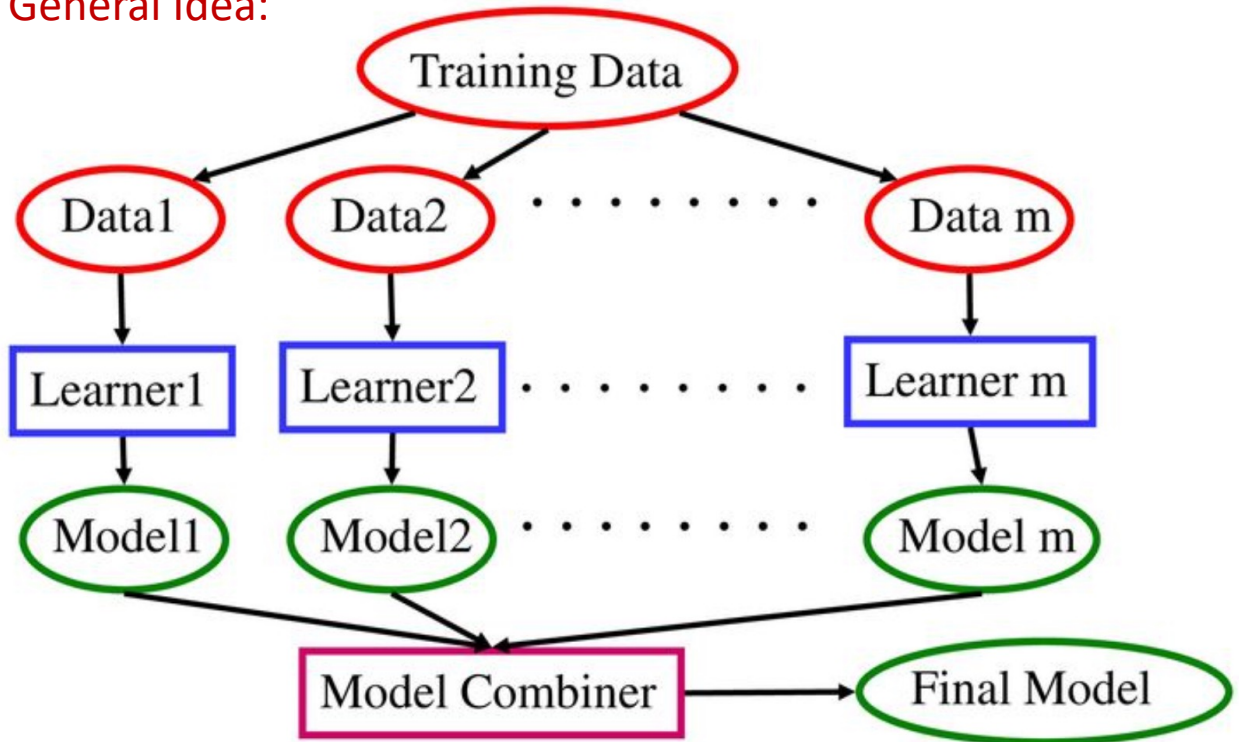 General Idea:
Training Data
Data1
Data2
Data m
Learner1
Learner2
Learner m
Model1
Model2
Model m
Model Combiner
Final Model